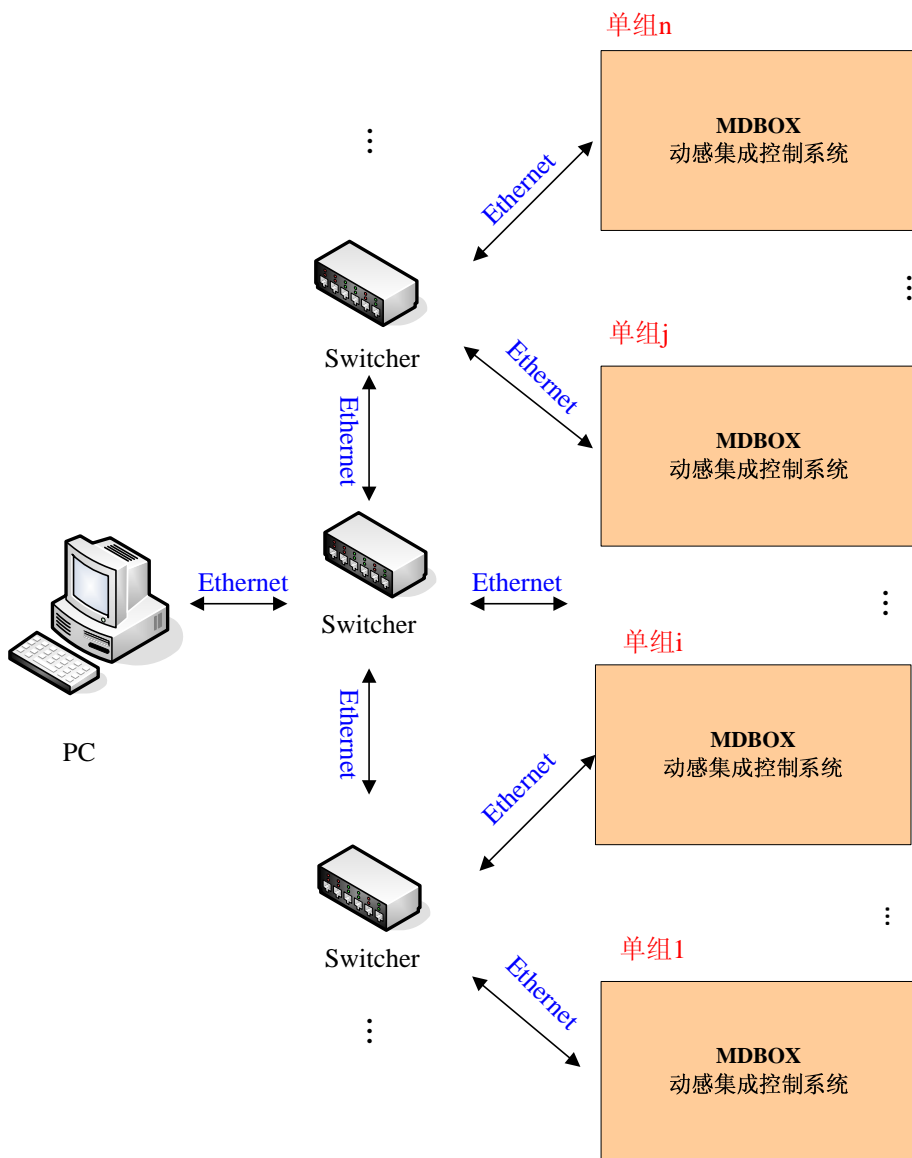 单组n
MDBOX
动感集成控制系统
Ethernet
Switcher
单组j
Ethernet
MDBOX
动感集成控制系统
Ethernet
Ethernet
Ethernet
Switcher
单组i
Ethernet
MDBOX
动感集成控制系统
PC
Ethernet
Switcher
单组1
Ethernet
MDBOX
动感集成控制系统